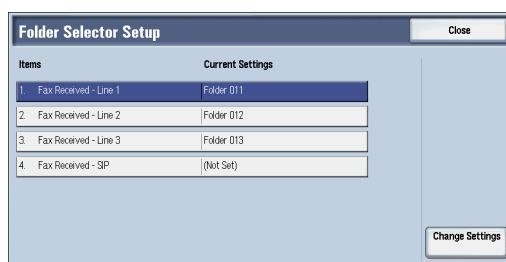 Folder Selector Setup
Close
Items Current Settings
1. Fax Received - Line 1 Folder 011
2. Fax Received - Line 2 Folder 012
3. Fax Received - Line 3 Folder 013
4. Fax Received - SIP (Not Set)
Change Settings